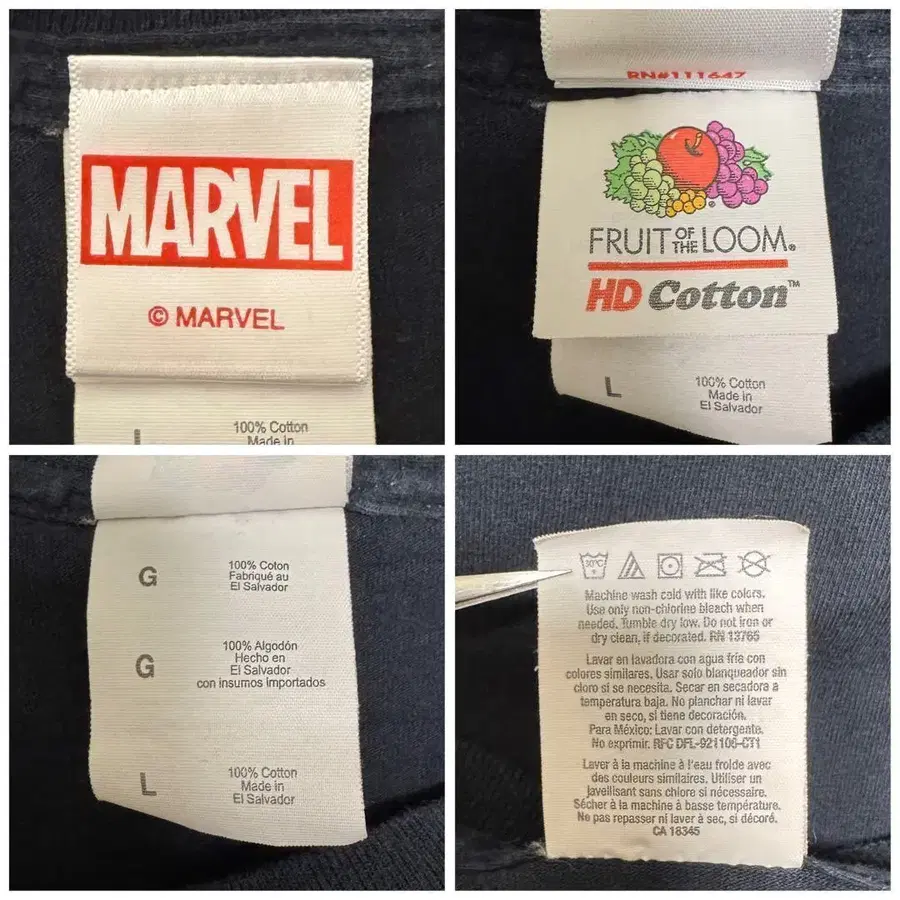 MARVEL
© MARVEL
L
100% Cotton
Made in
RN#111647
FRUIT OF THE LOOM®
HD Cotton™
L
100% Cotton
Made in
El Salvador
G
100% Coton
Fabriqué au
El Salvador
G
100% Algodón
Hecho en
El Salvador
con insumos importados
L
100% Cotton
Made in
El Salvador
30°C
Machine wash cold with like colors.
Use only non-chlorine bleach when
needed. Tumble dry low. Do not iron or
dry clean, if decorated. RN 13765
Lavar en lavadora con agua fría con
colores similares. Usar solo blanqueador sin
cloro si se necesita. Secar en secadora a
temperatura baja. No planchar ni lavar
en seco, si tiene decoración.
Para México: Lavar con detergente.
No exprimir. RFC DFL-921106-CT1
Laver à la machine à l'eau froide avec
des couleurs similaires. Utiliser un
javellisant sans chlore si nécessaire.
Sécher à la machine à basse température.
Ne pas repasser ni laver à sec, si décoré.
CA 18345